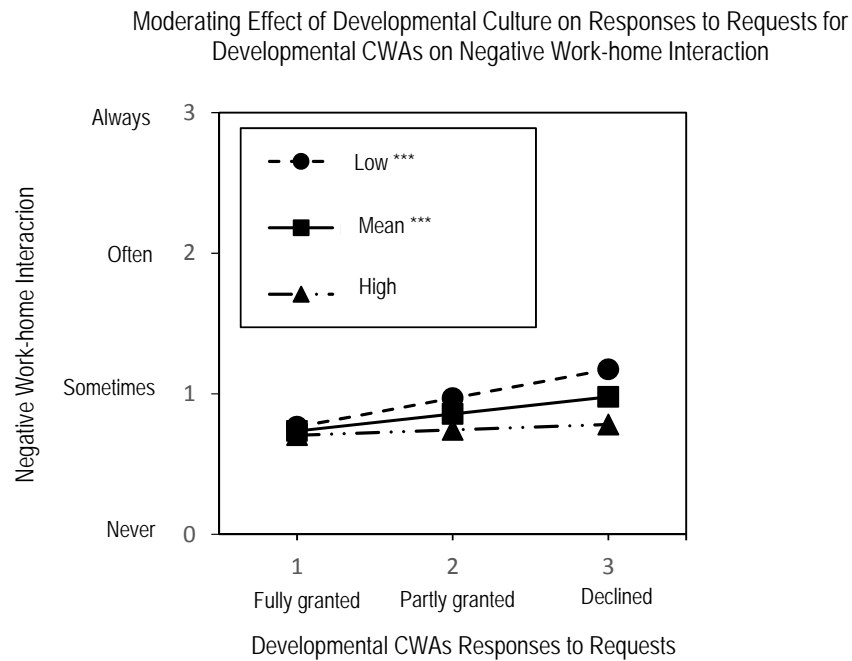 Moderating Effect of Developmental Culture on Responses to Requests for
Developmental CWAs on Negative Work-home Interaction
Always 3
Low ***
Mean ***
High
Often 2
Sometimes 1
Never 0
Negative Work-home Interacrion
1 2 3
Fully granted Partly granted Declined
Developmental CWAs Responses to Requests